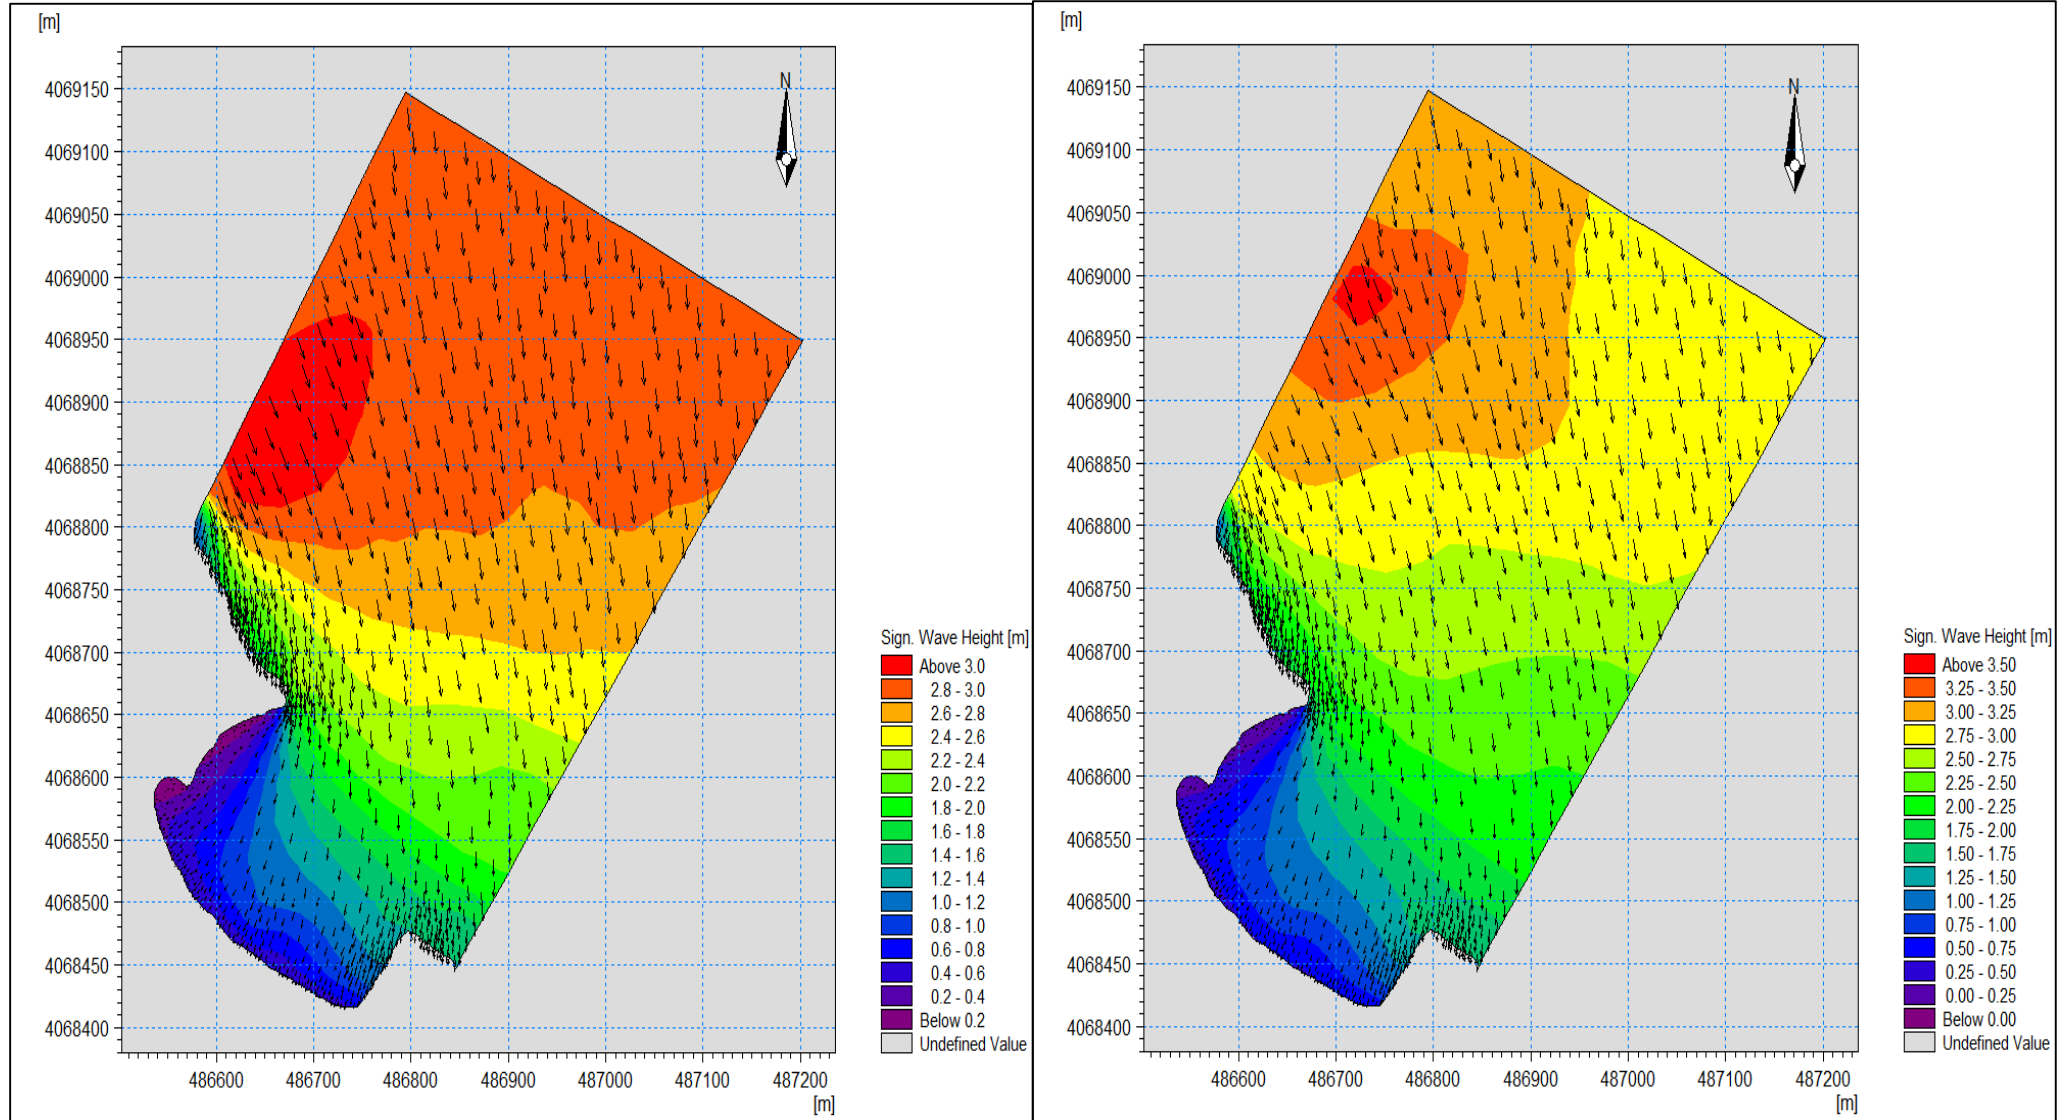 [m]
N
4069150
4069100
4069050
4069000
4068950
4068900
4068850
4068800
4068750
4068700
4068650
4068600
4068550
4068500
4068450
4068400
486600 486700 486800 486900 487000 487100 487200
[m]
Sign. Wave Height [m]
Above 3.0
2.8 - 3.0
2.6 - 2.8
2.4 - 2.6
2.2 - 2.4
2.0 - 2.2
1.8 - 2.0
1.6 - 1.8
1.4 - 1.6
1.2 - 1.4
1.0 - 1.2
0.8 - 1.0
0.6 - 0.8
0.4 - 0.6
0.2 - 0.4
Below 0.2
Undefined Value
[m]
N
4069150
4069100
4069050
4069000
4068950
4068900
4068850
4068800
4068750
4068700
4068650
4068600
4068550
4068500
4068450
4068400
486600 486700 486800 486900 487000 487100 487200
[m]
Sign. Wave Height [m]
Above 3.50
3.25 - 3.50
3.00 - 3.25
2.75 - 3.00
2.50 - 2.75
2.25 - 2.50
2.00 - 2.25
1.75 - 2.00
1.50 - 1.75
1.25 - 1.50
1.00 - 1.25
0.75 - 1.00
0.50 - 0.75
0.25 - 0.50
0.00 - 0.25
Below 0.00
Undefined Value